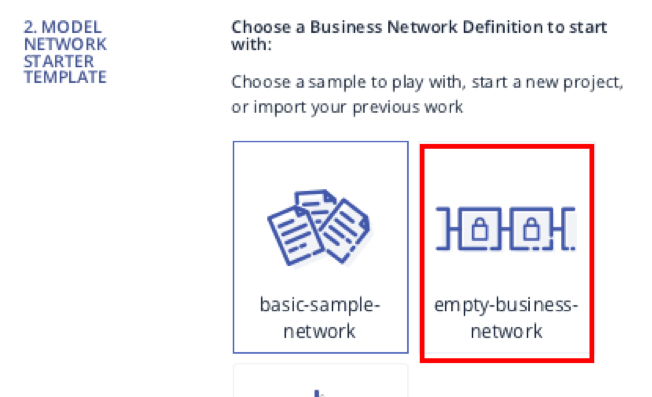 2. MODEL
NETWORK
STARTER
TEMPLATE
Choose a Business Network Definition to start
with:
Choose a sample to play with, start a new project,
or import your previous work
basic-sample-
network
empty-business-
network